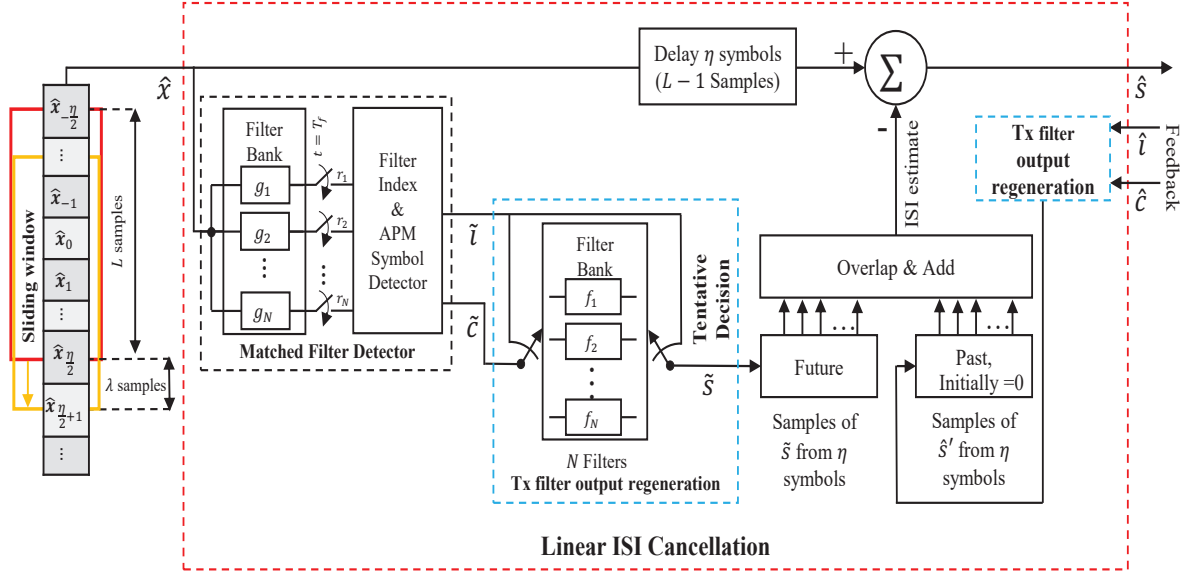 x̂
x̂_{-η/2}
⋮
x̂_{-1}
x̂_0
x̂_1
⋮
x̂_{η/2}
x̂_{η/2+1}
⋮
Sliding window
L samples
λ samples
Filter
Bank
g_1
g_2
⋮
g_N
t = T_f
r_1
r_2
⋮
r_N
Filter
Index
&
APM
Symbol
Detector
Matched Filter Detector
ĩ
c̃
Filter
Bank
f_1
f_2
⋮
f_N
N Filters
Tx filter output regeneration
Tentative
Decision
s̃
Delay η symbols
(L − 1 Samples)
+
Σ
-
ISI estimate
ŝ
Overlap & Add
...
...
Future
Past,
Initially =0
Samples of
s̃ from η
symbols
Samples of
ŝ′ from η
symbols
Tx filter
output
regeneration
î
ĉ
Feedback
Linear ISI Cancellation